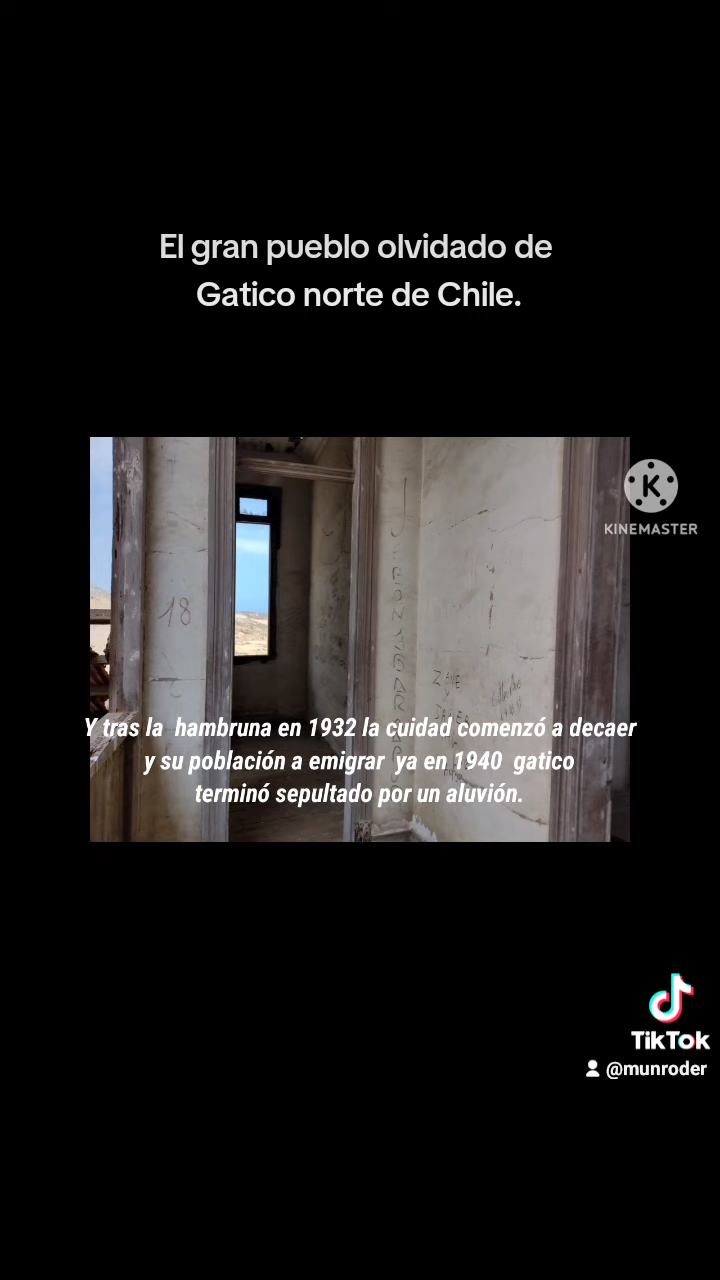 El gran pueblo olvidado de
Gatico norte de Chile.
KINEMASTER
18
Y tras la hambruna en 1932 la cuidad comenzó a decaer
y su población a emigrar ya en 1940 gatico
terminó sepultado por un aluvión.
TikTok
@munroder